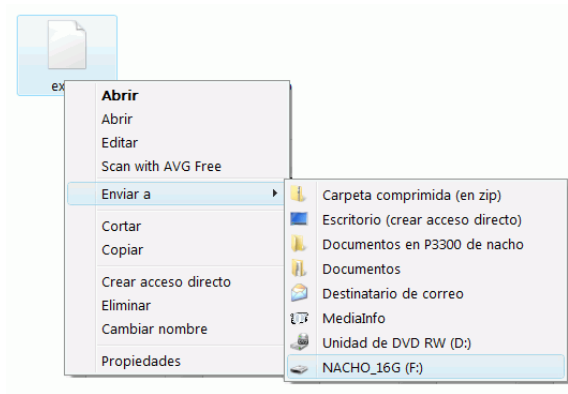 ex
Abrir
Abrir
Editar
Scan with AVG Free
Enviar a
Cortar
Copiar
Crear acceso directo
Eliminar
Cambiar nombre
Propiedades
Carpeta comprimida (en zip)
Escritorio (crear acceso directo)
Documentos en P3300 de nacho
Documentos
Destinatario de correo
MediaInfo
Unidad de DVD RW (D:)
NACHO_16G (F:)